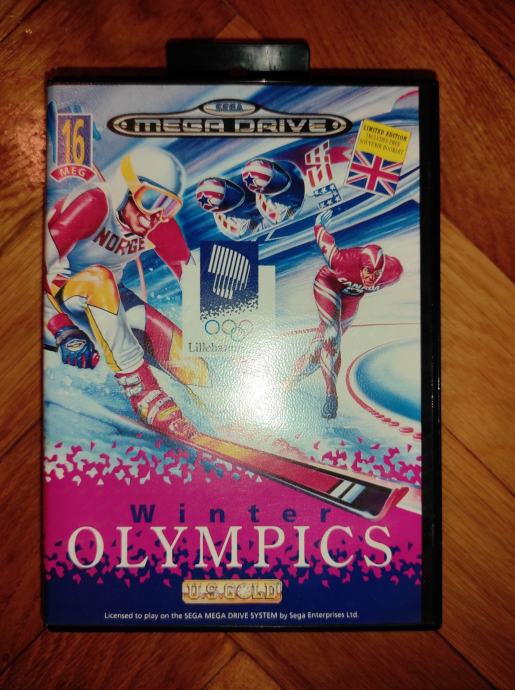 SEGA
MEGA DRIVE
16
MEG
LIMITED EDITION
INCLUDES FREE
SOUVENIR BOOKLET
NORGE
CANADA
Winter
OLYMPICS
U.S. GOLD
Licensed to play on the SEGA MEGA DRIVE SYSTEM by Sega Enterprises Ltd.